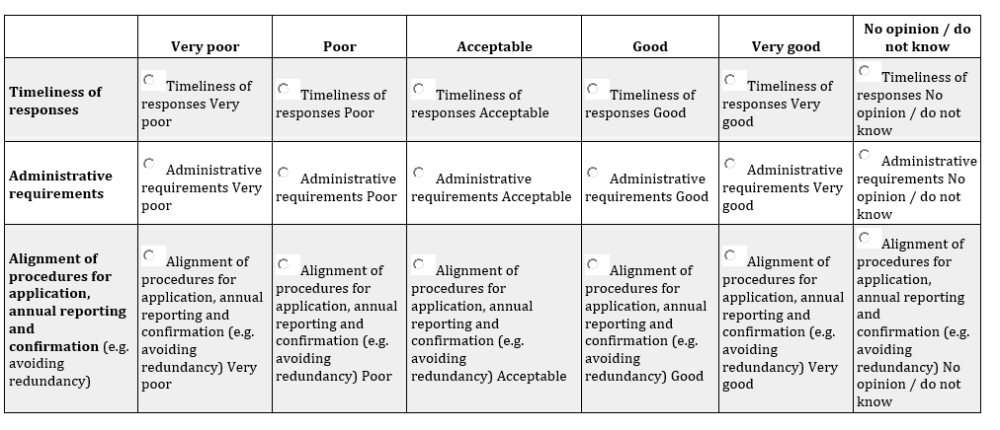 Very poor
Poor
Acceptable
Good
Very good
No opinion / do
not know
Timeliness of
responses
Timeliness of
responses Very
poor
Timeliness of
responses Poor
Timeliness of
responses Acceptable
Timeliness of
responses Good
Timeliness of
responses Very
good
Timeliness of
responses No
opinion / do not
know
Administrative
requirements
Administrative
requirements Very
poor
Administrative
requirements Poor
Administrative
requirements Acceptable
Administrative
requirements Good
Administrative
requirements Very
good
Administrative
requirements No
opinion / do not
know
Alignment of
procedures for
application,
annual reporting
and
confirmation (e.g.
avoiding
redundancy)
Alignment of
procedures for
application, annual
reporting and
confirmation (e.g.
avoiding
redundancy) Very
poor
Alignment of
procedures for
application, annual
reporting and
confirmation (e.g.
avoiding
redundancy) Poor
Alignment of
procedures for
application, annual
reporting and
confirmation (e.g.
avoiding
redundancy) Acceptable
Alignment of
procedures for
application, annual
reporting and
confirmation (e.g.
avoiding
redundancy) Good
Alignment of
procedures for
application, annual
reporting and
confirmation (e.g.
avoiding
redundancy) Very
good
Alignment of
procedures for
application,
annual reporting
and
confirmation (e.g.
avoiding
redundancy) No
opinion / do not
know